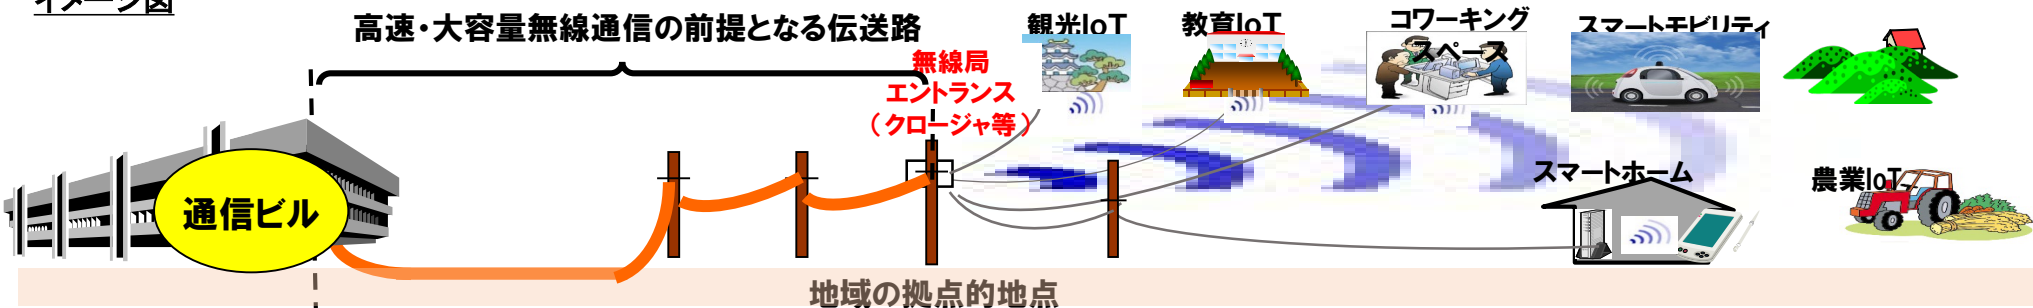 イメージ図
高速・大容量無線通信の前提となる伝送路
無線局
エントランス
（クロージャ等）
観光IoT
教育IoT
コワーキング
スペース
スマートモビリティ
スマートホーム
農業IoT
通信ビル
地域の拠点的地点